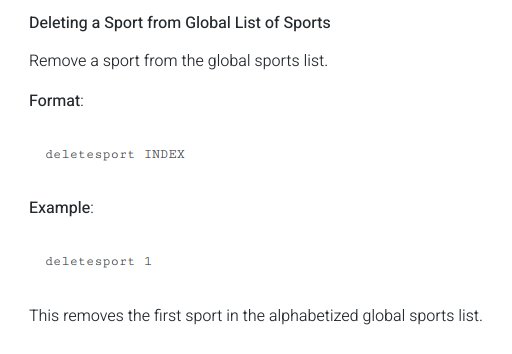 Deleting a Sport from Global List of Sports
Remove a sport from the global sports list.
Format:
deletesport INDEX
Example:
deletesport 1
This removes the first sport in the alphabetized global sports list.